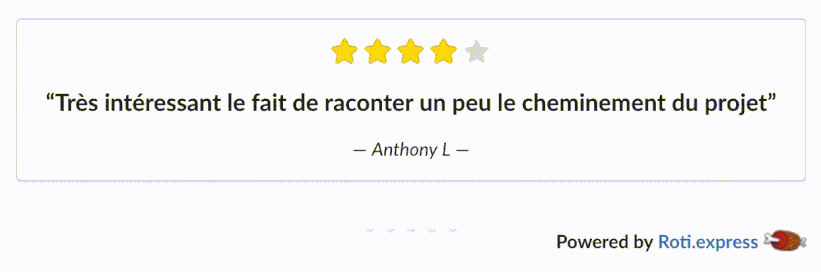 “Très intéressant le fait de raconter un peu le cheminement du projet”
— Anthony L —
Powered by Roti.express